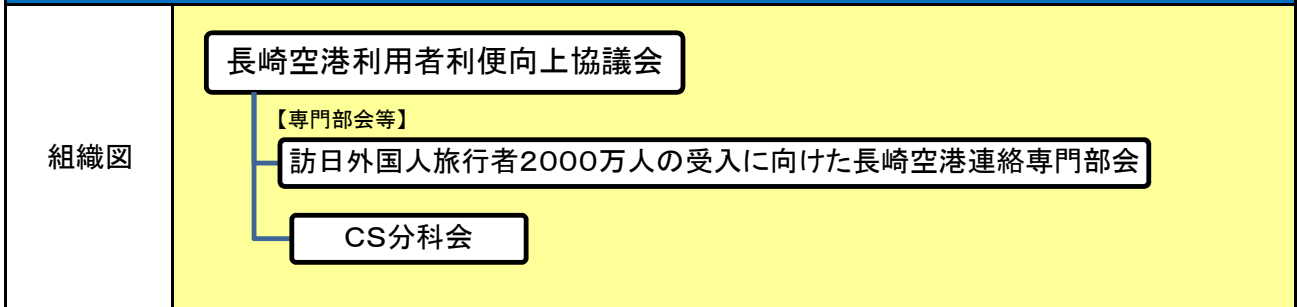 組織図
長崎空港利用者利便向上協議会
【専門部会等】
訪日外国人旅行者2000万人の受入に向けた長崎空港連絡専門部会
CS分科会